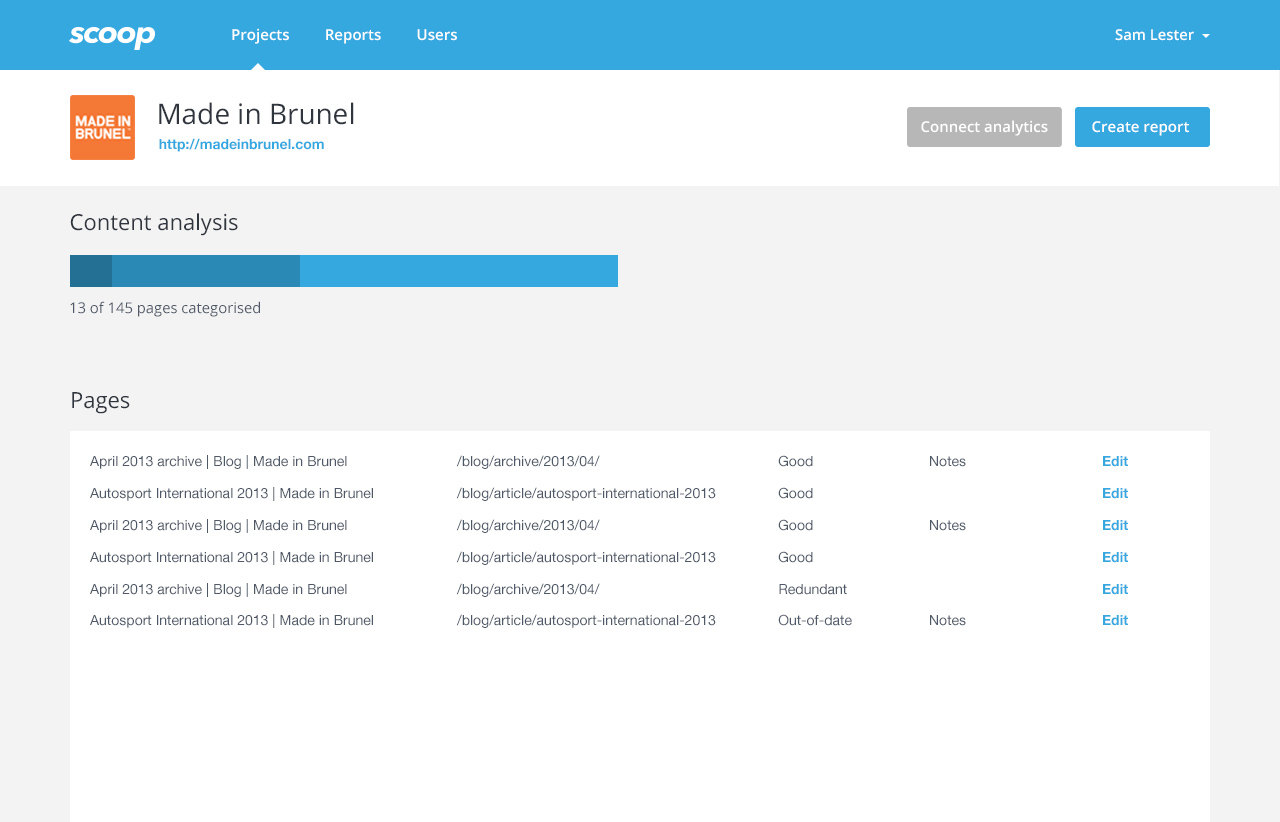 scoop Projects Reports Users Sam Lester
MADE IN
BRUNEL
Made in Brunel
http://madeinbrunel.com
Connect analytics Create report
Content analysis
13 of 145 pages categorised
Pages
April 2013 archive | Blog | Made in Brunel /blog/archive/2013/04/ Good Notes Edit
Autosport International 2013 | Made in Brunel /blog/article/autosport-international-2013 Good Edit
April 2013 archive | Blog | Made in Brunel /blog/archive/2013/04/ Good Notes Edit
Autosport International 2013 | Made in Brunel /blog/article/autosport-international-2013 Good Edit
April 2013 archive | Blog | Made in Brunel /blog/archive/2013/04/ Redundant Edit
Autosport International 2013 | Made in Brunel /blog/article/autosport-international-2013 Out-of-date Notes Edit